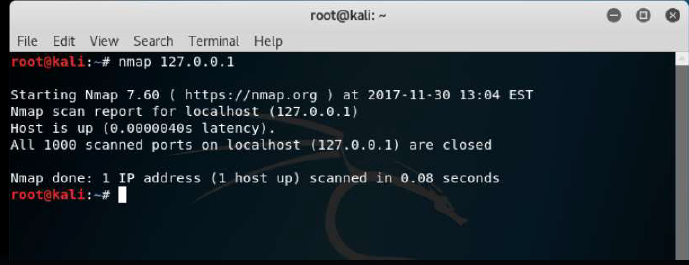 root@kali: ~
File Edit View Search Terminal Help
root@kali:~# nmap 127.0.0.1
Starting Nmap 7.60 ( https://nmap.org ) at 2017-11-30 13:04 EST
Nmap scan report for localhost (127.0.0.1)
Host is up (0.0000040s latency).
All 1000 scanned ports on localhost (127.0.0.1) are closed
Nmap done: 1 IP address (1 host up) scanned in 0.08 seconds
root@kali:~#